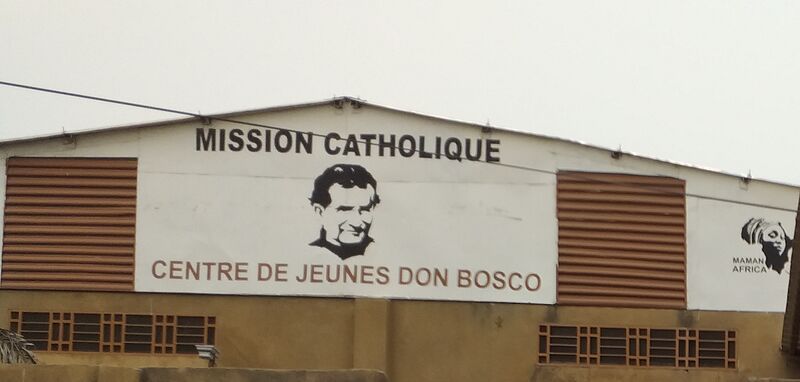 MISSION CATHOLIQUE
CENTRE DE JEUNES DON BOSCO
MAMAN
AFRICA